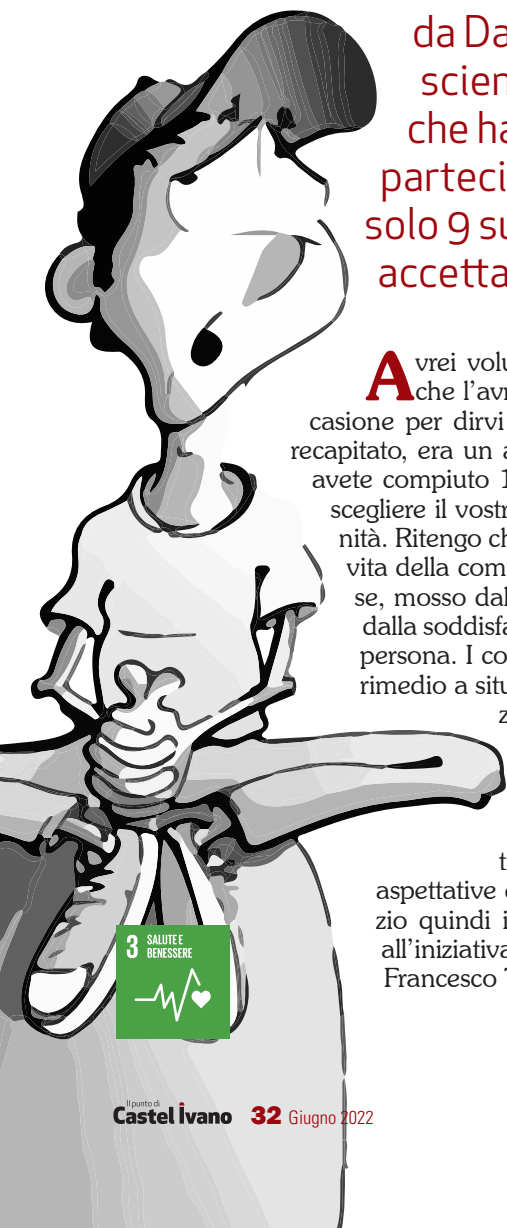 da Da
scien
che ha
parteci
solo 9 su
accetta
Avrei volu
che l'avr
casione per dirvi
recapitato, era un a
avete compiuto 1
scegliere il vostr
nità. Ritengo ch
vita della com
se, mosso dal
dalla soddisfa
persona. I co
rimedio a situ
z
t
aspettative
zio quindi i
all'iniziativa
Francesco
3 SALUTE E
BENESSERE
Il punto di
Castel Ivano 32 Giugno 2022